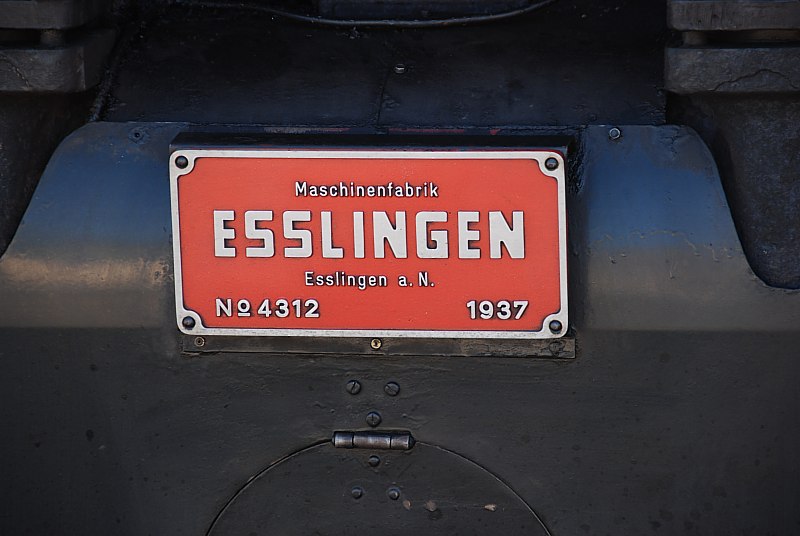 Maschinenfabrik
ESSLINGEN
Esslingen a. N.
Nº 4312 1937